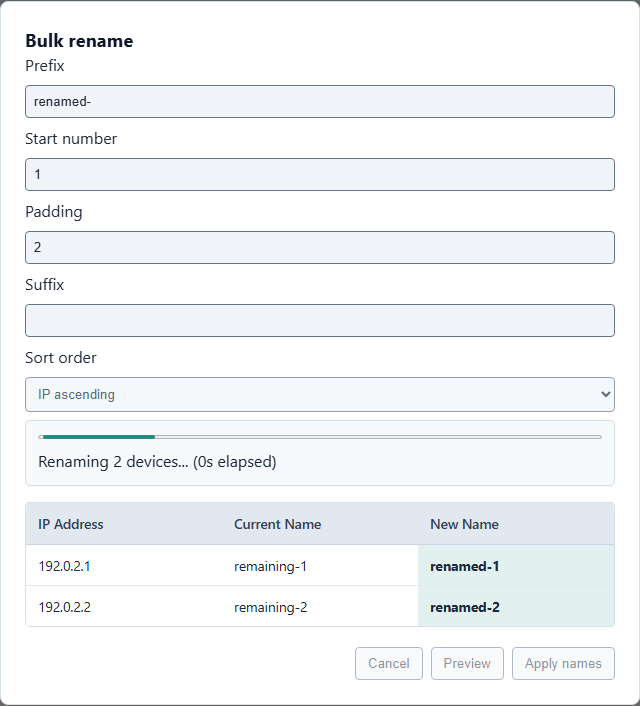 Bulk rename
Prefix
renamed-
Start number
1
Padding
2
Suffix
Sort order
IP ascending
Renaming 2 devices... (0s elapsed)
IP Address Current Name New Name
192.0.2.1 remaining-1 renamed-1
192.0.2.2 remaining-2 renamed-2
Cancel Preview Apply names